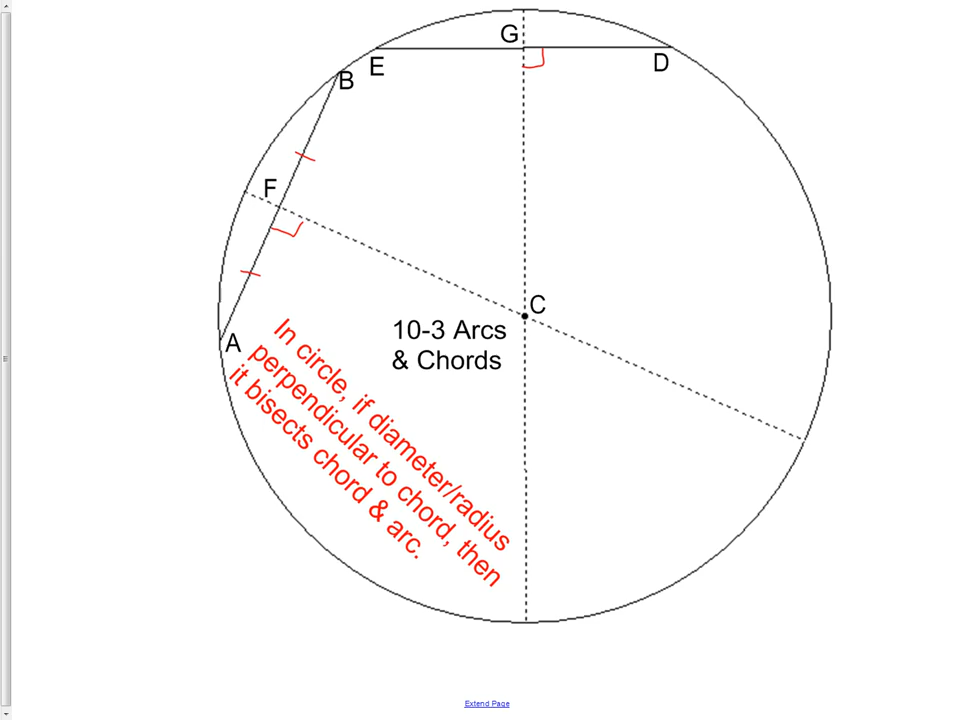 G
E
D
B
F
C
10-3 Arcs
& Chords
A
In circle, if diameter/radius
perpendicular to chord, then
it bisects chord & arc.
Extend Page